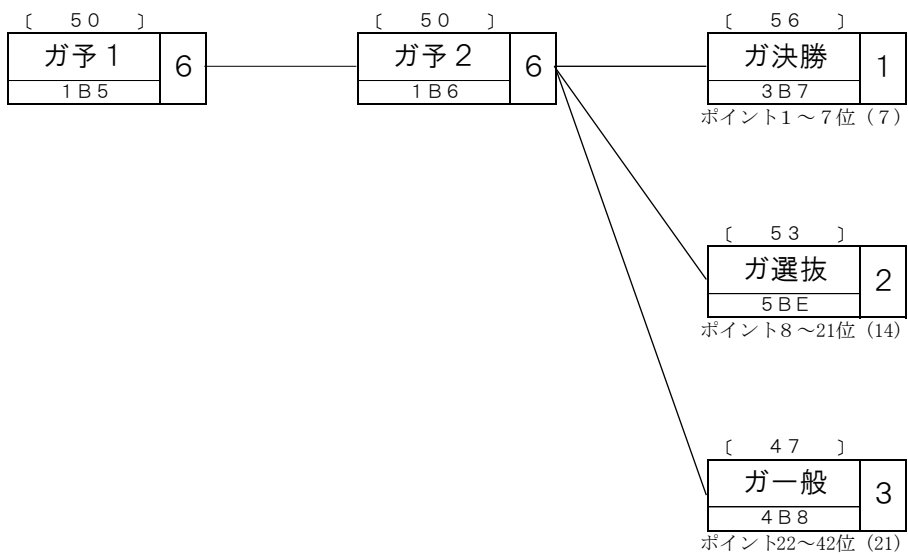 〔 ５０ 〕
ガ予１ ６
１Ｂ５
〔 ５０ 〕
ガ予２ ６
１Ｂ６
〔 ５６ 〕
ガ決勝 １
３Ｂ７
ポイント１～７位（７）
〔 ５３ 〕
ガ選抜 ２
５ＢＥ
ポイント８～21位（14）
〔 ４７ 〕
ガ一般 ３
４Ｂ８
ポイント22～42位（21）